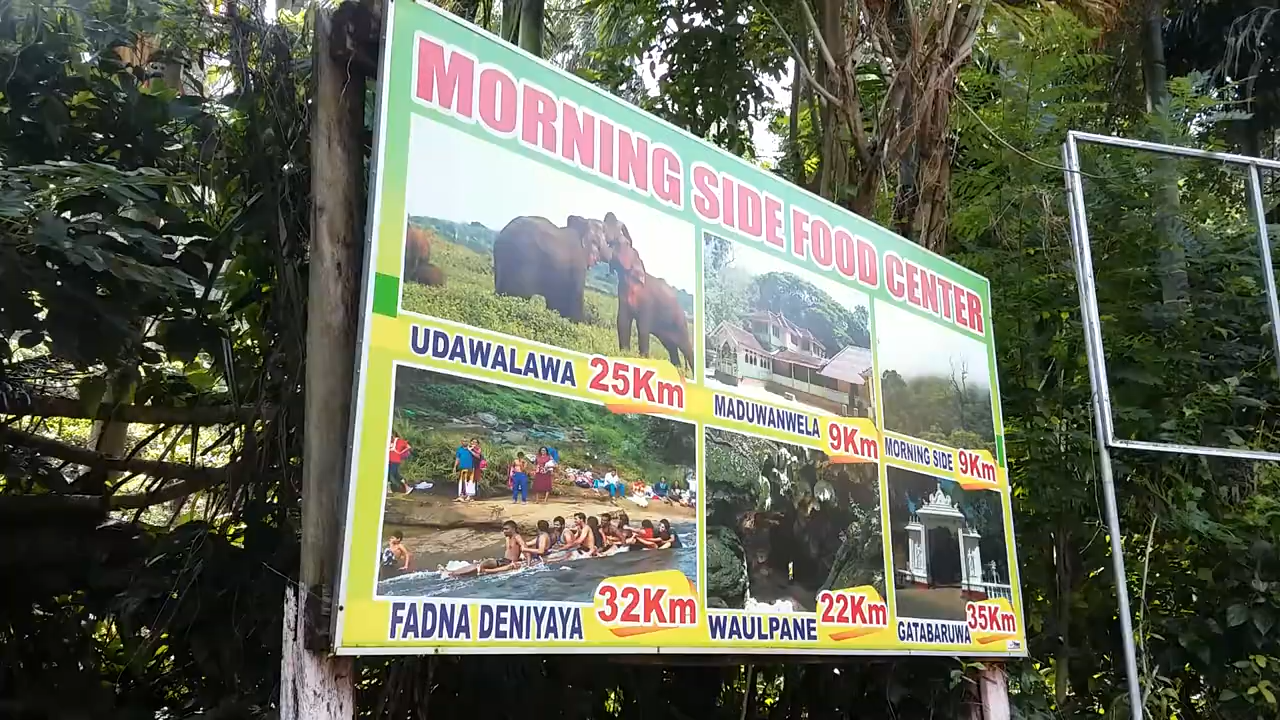 MORNING SIDE FOOD CENTER
UDAWALAWA 25Km
MADUWANWELA 9Km
MORNING SIDE 9Km
FADNA DENIYAYA 32Km
WAULPANE 22Km
GATABARUWA 35Km